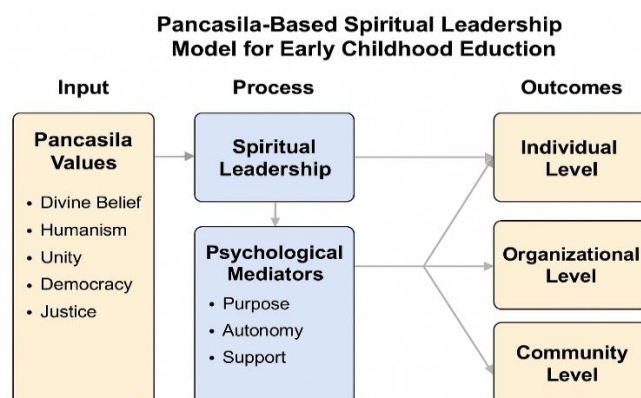 Pancasila-Based Spiritual Leadership
Model for Early Childhood Eduction
Input
Process
Outcomes
Pancasila
Values
• Divine Belief
• Humanism
• Unity
• Democracy
• Justice
Spiritual
Leadership
Psychological
Mediators
• Purpose
• Autonomy
• Support
Individual
Level
Organizational
Level
Community
Level